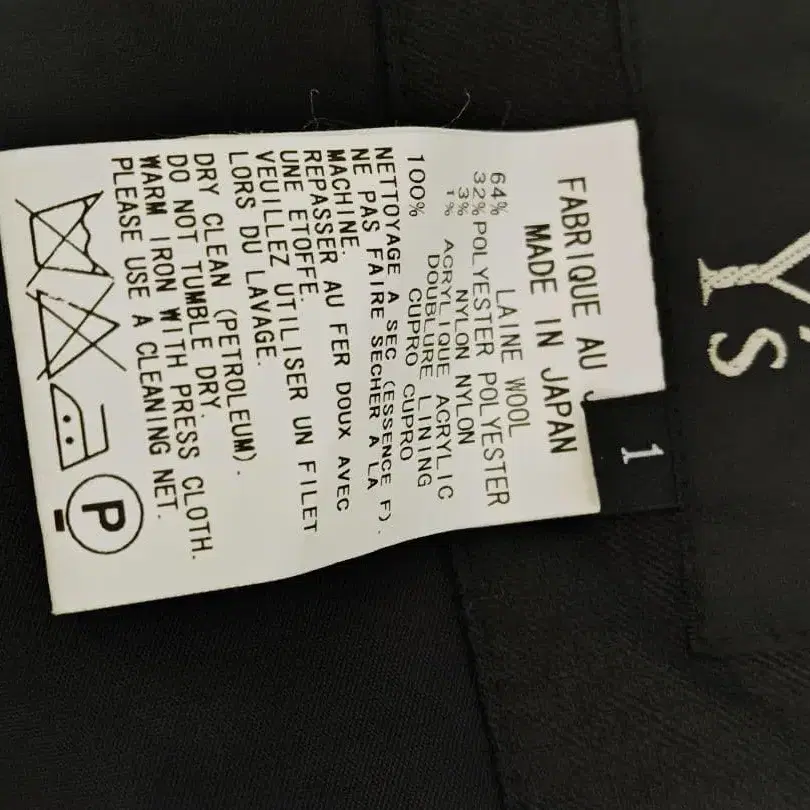 Y's
1
FABRIQUE AU
MADE IN JAPAN
64% LAINE WOOL
32% POLYESTER POLYESTER
3% NYLON NYLON
1% ACRYLIQUE ACRYLIC
DOUBLURE LINING
100% CUPRO CUPRO
NETTOYAGE A SEC (ESSENCE F).
NE PAS FAIRE SECHER A LA
MACHINE.
REPASSER AU FER DOUX AVEC
UNE ETOFFE.
VEUILLEZ UTILISER UN FILET
LORS DU LAVAGE.
DRY CLEAN (PETROLEUM).
DO NOT TUMBLE DRY.
WARM IRON WITH PRESS CLOTH.
PLEASE USE A CLEANING NET.
P